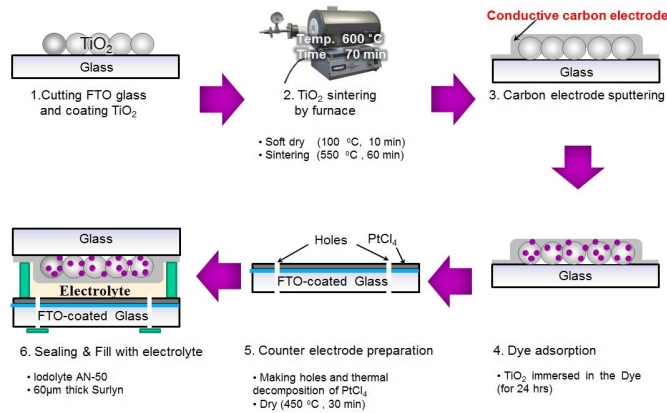 TiO2
Glass
1.Cutting FTO glass
and coating TiO2
Temp. 600 °C
Time 70 min
2. TiO2 sintering
by furnace
• Soft dry (100 °C, 10 min)
• Sintering (550 °C , 60 min)
Conductive carbon electrode
Glass
3. Carbon electrode sputtering
Glass
4. Dye adsorption
• TiO2 immersed in the Dye
(for 24 hrs)
Holes
PtCl4
FTO-coated Glass
5. Counter electrode preparation
• Making holes and thermal
decomposition of PtCl4
• Dry (450 °C , 30 min)
Glass
Electrolyte
FTO-coated Glass
6. Sealing & Fill with electrolyte
• Iodolyte AN-50
• 60µm thick Surlyn